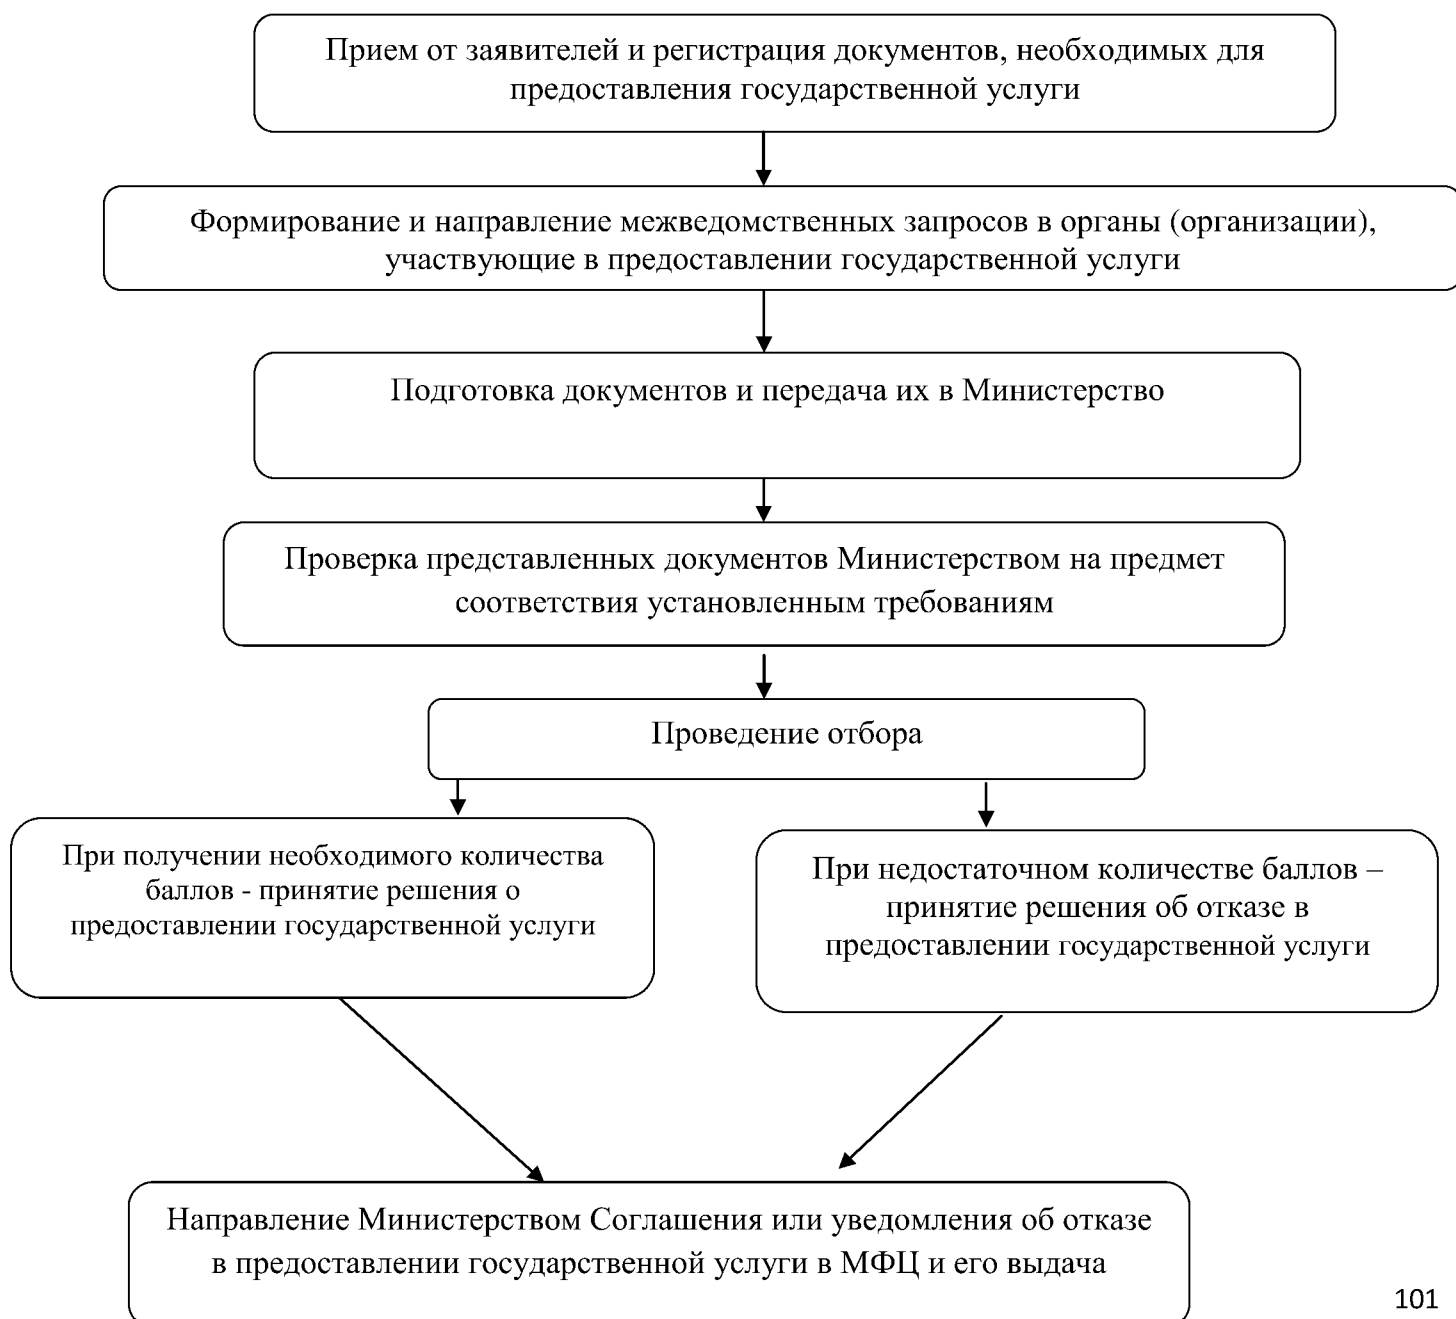 Прием от заявителей и регистрация документов, необходимых для
предоставления государственной услуги
Формирование и направление межведомственных запросов в органы (организации),
участвующие в предоставлении государственной услуги
Подготовка документов и передача их в Министерство
Проверка представленных документов Министерством на предмет
соответствия установленным требованиям
Проведение отбора
При получении необходимого количества
баллов - принятие решения о
предоставлении государственной услуги
При недостаточном количестве баллов –
принятие решения об отказе в
предоставлении государственной услуги
Направление Министерством Соглашения или уведомления об отказе
в предоставлении государственной услуги в МФЦ и его выдача
101